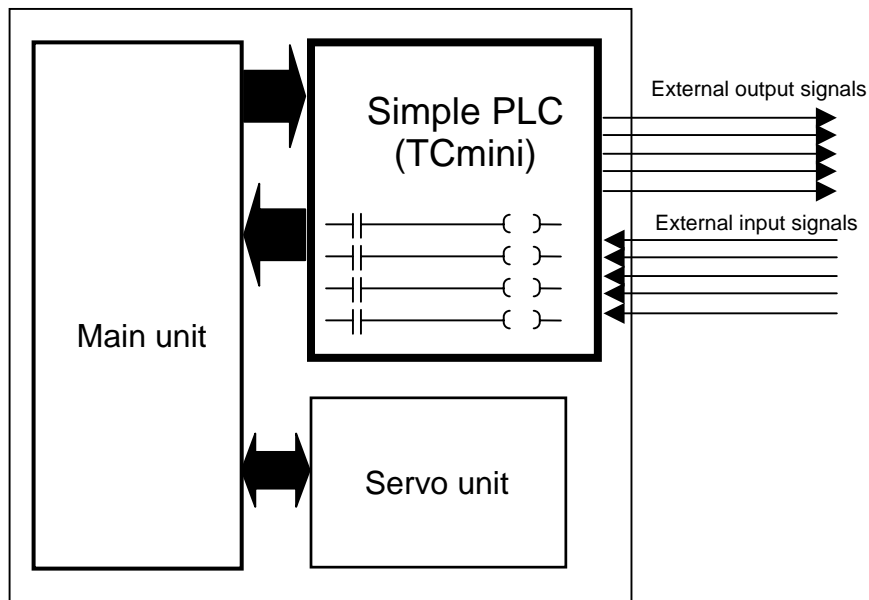 Simple PLC
(TCmini)
External output signals
External input signals
Main unit
Servo unit